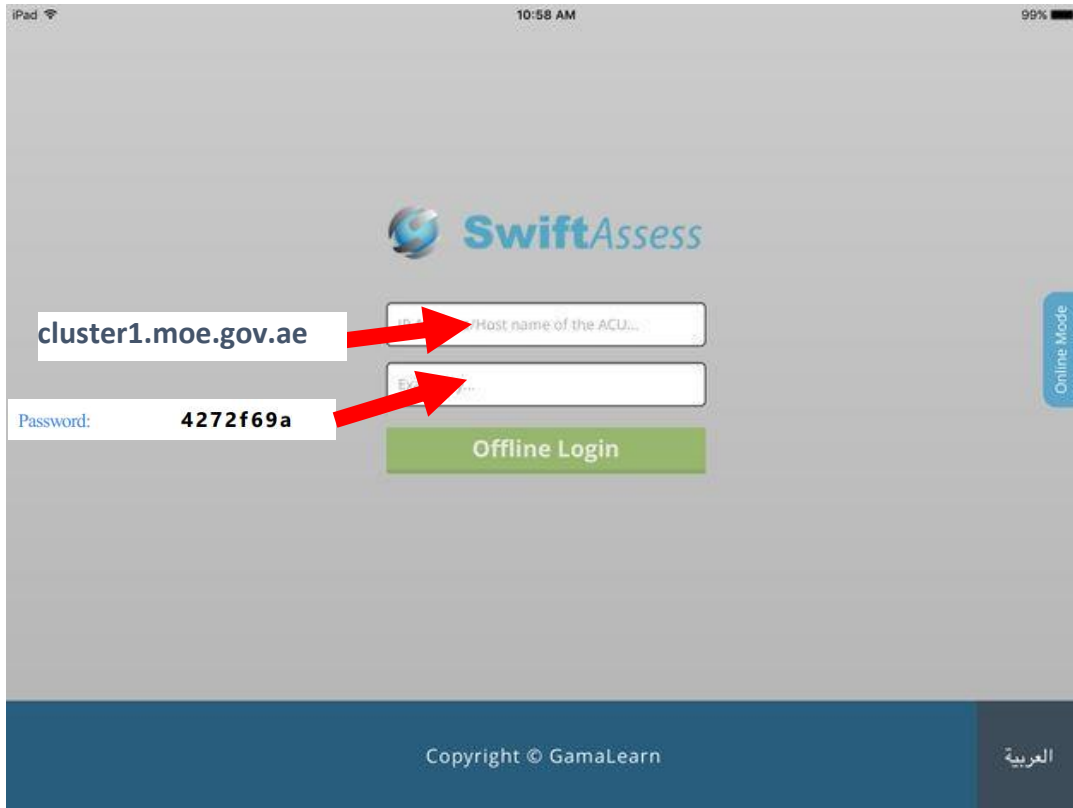 iPad 10:58 AM 99%
SwiftAssess
cluster1.moe.gov.ae
/Host name of the ACU...
Online Mode
Password: 4272f69a
Offline Login
Copyright © GamaLearn
العربية